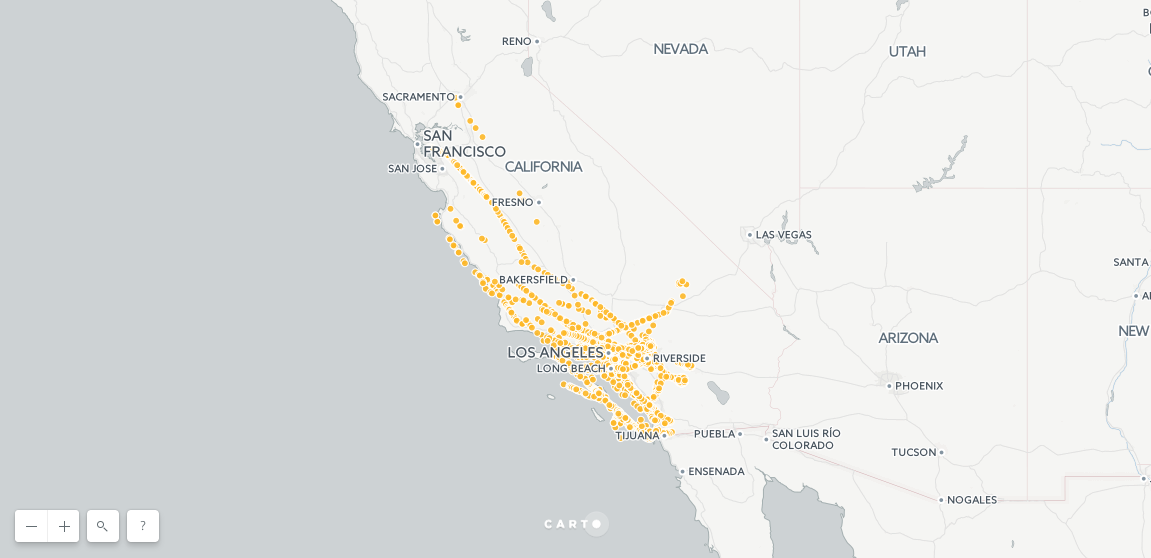 RENO
NEVADA
UTAH
SACRAMENTO
SAN
FRANCISCO
SAN JOSE
CALIFORNIA
FRESNO
LAS VEGAS
SANTA
BAKERSFIELD
NEW
ARIZONA
LOS ANGELES
RIVERSIDE
LONG BEACH
PHOENIX
TIJUANA
PUEBLA
SAN LUIS RÍO
COLORADO
TUCSON
ENSENADA
NOGALES
CARTO
?